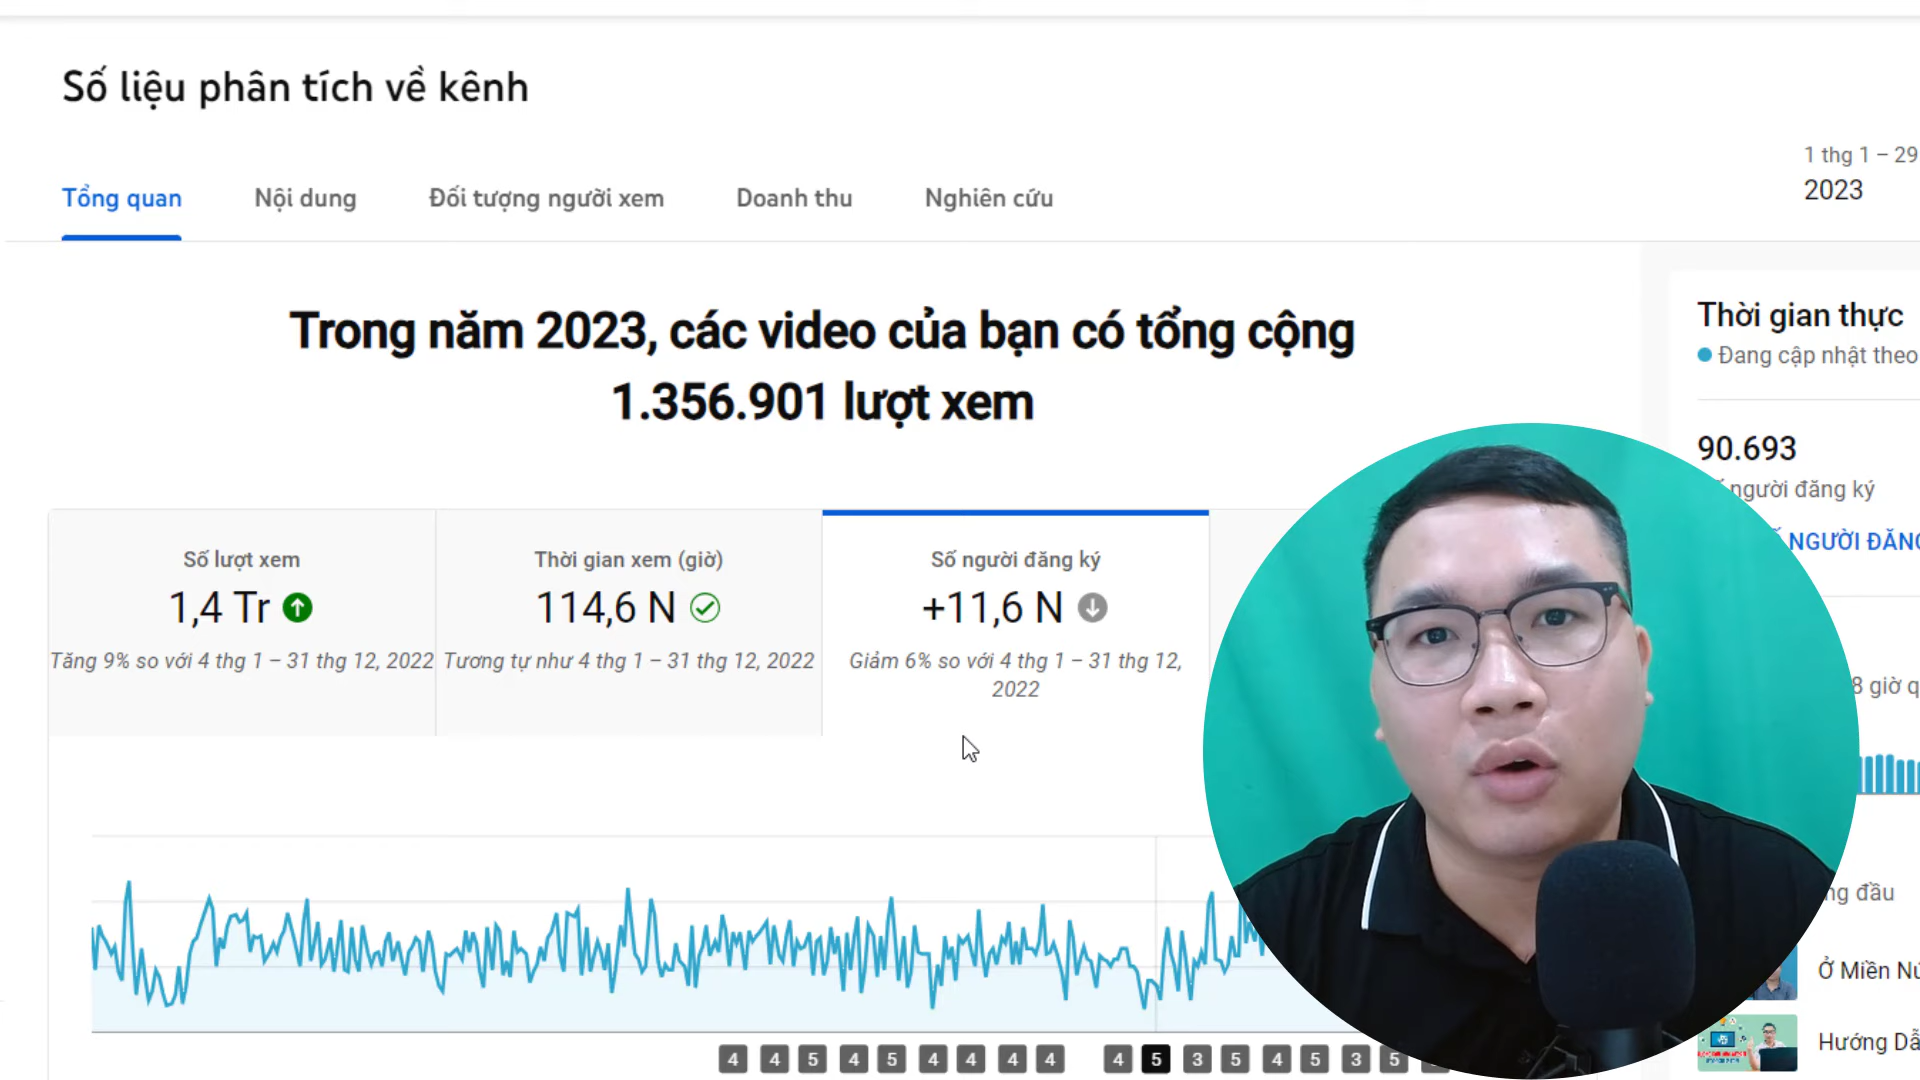 Số liệu phân tích về kênh
1 thg 1 – 29
2023
Tổng quan
Nội dung
Đối tượng người xem
Doanh thu
Nghiên cứu
Trong năm 2023, các video của bạn có tổng cộng
1.356.901 lượt xem
Thời gian thực
Đang cập nhật theo
90.693
người đăng ký
NGƯỜI ĐĂNG
Số lượt xem
1,4 Tr
Tăng 9% so với 4 thg 1 – 31 thg 12, 2022
Thời gian xem (giờ)
114,6 N
Tương tự như 4 thg 1 – 31 thg 12, 2022
Số người đăng ký
+11,6 N
Giảm 6% so với 4 thg 1 – 31 thg 12,
2022
8 giờ q
đầu
Ở Miền Nú
Hướng Dẫ
4 4 5 4 5 4 4 4 4 4 5 3 5 4 5 3 5